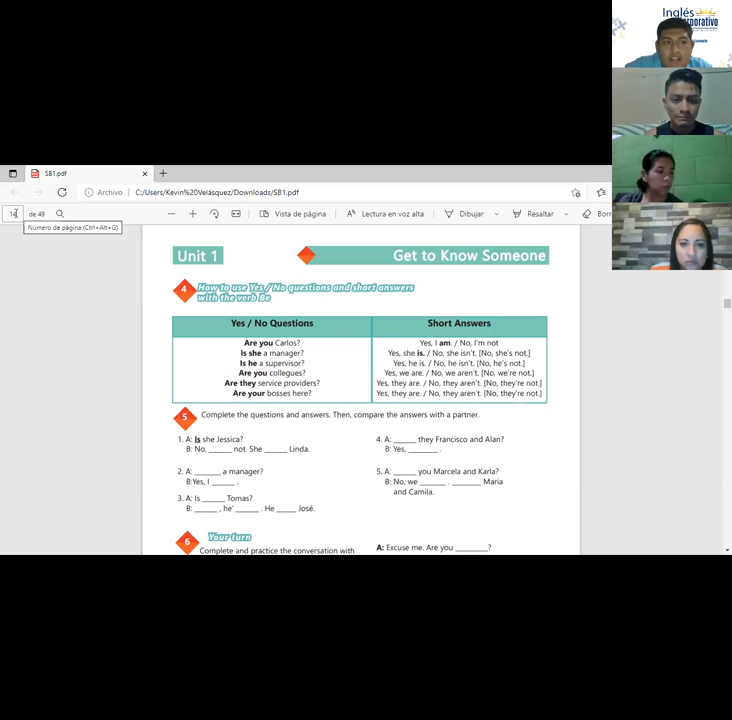 Inglés
orporativo
SB1.pdf
Archivo C:/Users/Kevin%20Velásquez/Downloads/SB1.pdf
14 de 49 Vista de página Lectura en voz alta Dibujar Resaltar Borr
Número de página (Ctrl+Alt+G)
Unit 1 Get to Know Someone
4 How to use Yes / No questions and short answers
with the verb Be
Yes / No Questions Short Answers
Are you Carlos? Yes, I am. / No, I'm not
Is she a manager? Yes, she is. / No, she isn't. [No, she's not.]
Is he a supervisor? Yes, he is. / No, he isn't. [No, he's not.]
Are you collegues? Yes, we are. / No, we aren't. [No, we're not.]
Are they service providers? Yes, they are. / No, they aren't. [No, they're not.]
Are your bosses here? Yes, they are. / No, they aren't. [No, they're not.]
5 Complete the questions and answers. Then, compare the answers with a partner.
1. A: Is she Jessica?
B: No, ______ not. She ______ Linda.
2. A: _______ a manager?
B:Yes, I ______ .
3. A: Is ______ Tomas?
B: ______ , he' ______ . He _____ José.
4. A: ______ they Francisco and Alan?
B: Yes, ________ .
5. A: ______ you Marcela and Karla?
B: No, we _______ . ________ Maria
and Camila.
6 Your turn
Complete and practice the conversation with
A: Excuse me. Are you _________?